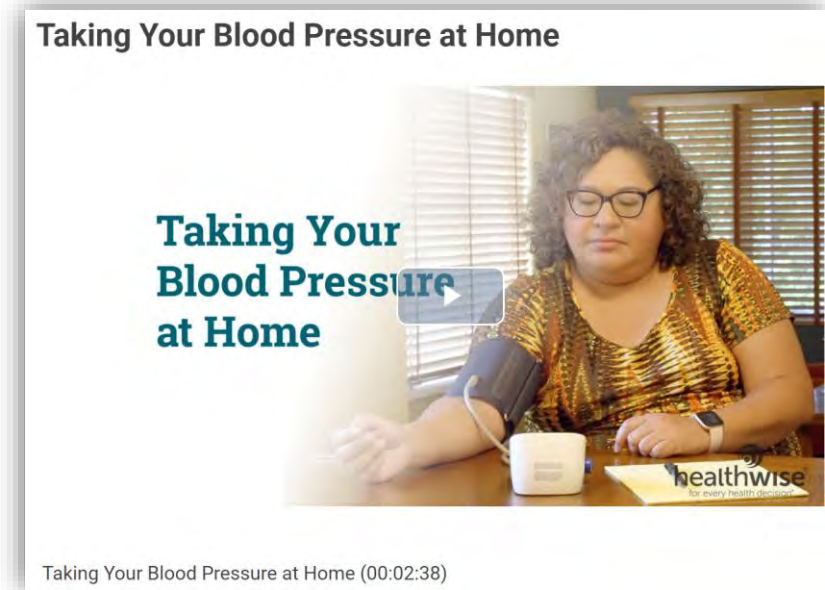 Taking Your Blood Pressure at Home
Taking Your
Blood Pressure
at Home
healthwise
for every health decision
Taking Your Blood Pressure at Home (00:02:38)